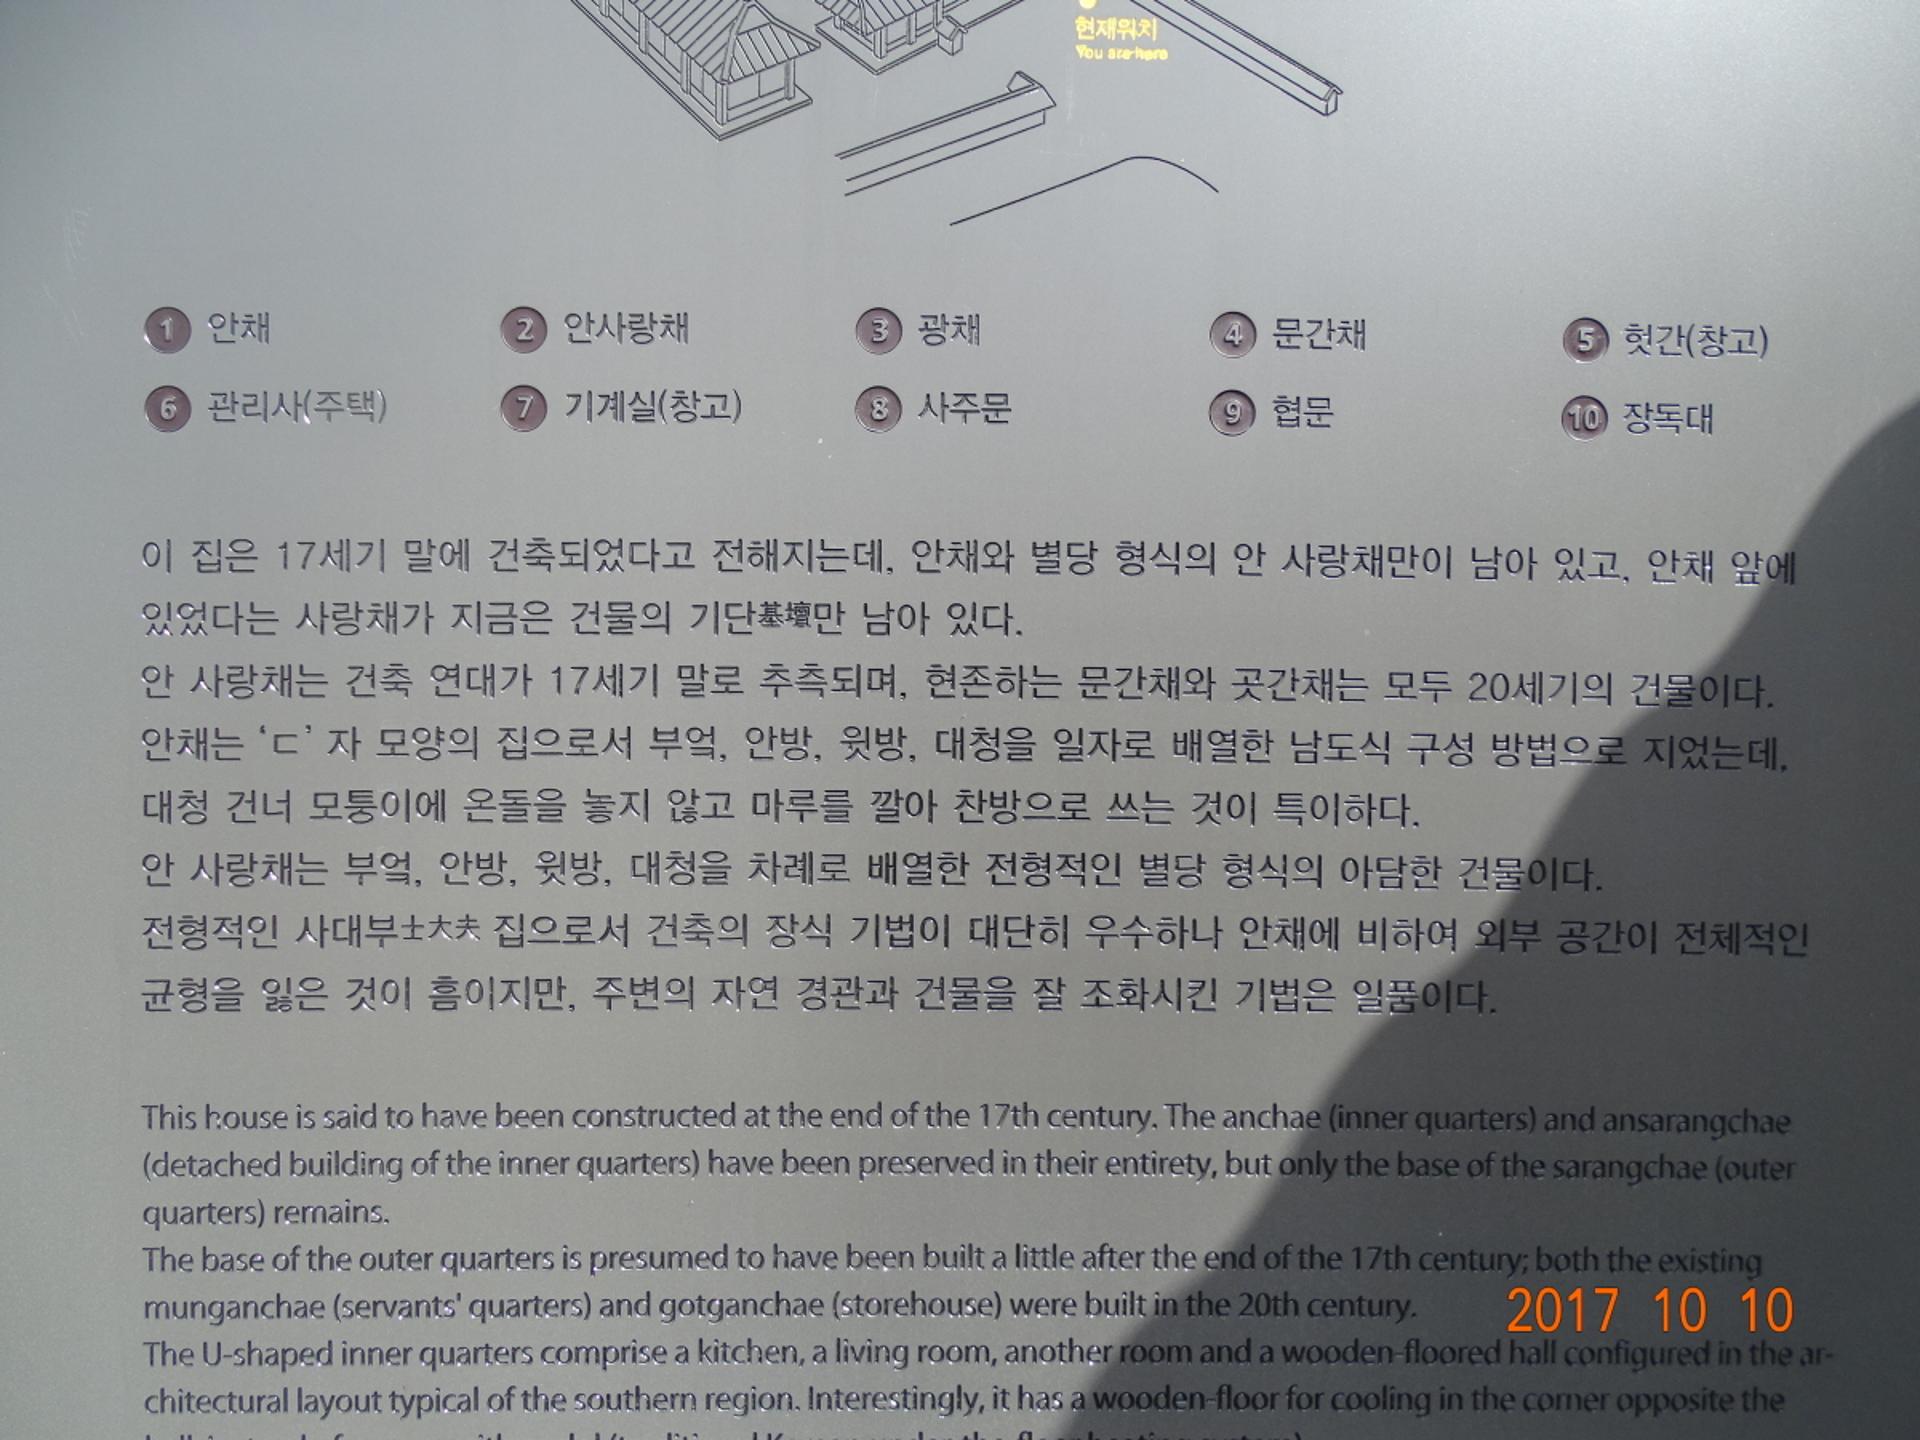 현재위치
You are here
1 안채
2 안사랑채
3 광채
4 문간채
5 헛간(창고)
6 관리사(주택)
7 기계실(창고)
8 사주문
9 협문
10 장독대
이 집은 17세기 말에 건축되었다고 전해지는데, 안채와 별당 형식의 안 사랑채만이 남아 있고, 안채 앞에
있었다는 사랑채가 지금은 건물의 기단基壇만 남아 있다.
안 사랑채는 건축 연대가 17세기 말로 추측되며, 현존하는 문간채와 곳간채는 모두 20세기의 건물이다.
안채는 ‘ㄷ’ 자 모양의 집으로서 부엌, 안방, 윗방, 대청을 일자로 배열한 남도식 구성 방법으로 지었는데,
대청 건너 모퉁이에 온돌을 놓지 않고 마루를 깔아 찬방으로 쓰는 것이 특이하다.
안 사랑채는 부엌, 안방, 윗방, 대청을 차례로 배열한 전형적인 별당 형식의 아담한 건물이다.
전형적인 사대부士大夫 집으로서 건축의 장식 기법이 대단히 우수하나 안채에 비하여 외부 공간이 전체적인
균형을 잃은 것이 흠이지만, 주변의 자연 경관과 건물을 잘 조화시킨 기법은 일품이다.
This house is said to have been constructed at the end of the 17th century. The anchae (inner quarters) and ansarangchae
(detached building of the inner quarters) have been preserved in their entirety, but only the base of the sarangchae (outer
quarters) remains.
The base of the outer quarters is presumed to have been built a little after the end of the 17th century; both the existing
munganchae (servants' quarters) and gotganchae (storehouse) were built in the 20th century.
The U-shaped inner quarters comprise a kitchen, a living room, another room and a wooden-floored hall configured in the ar-
chitectural layout typical of the southern region. Interestingly, it has a wooden-floor for cooling in the corner opposite the
2017 10 10